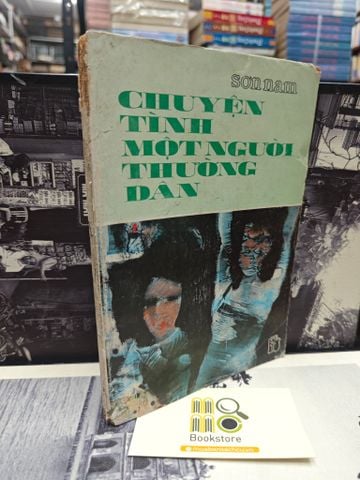 sơn nam
CHUYỆN
TÌNH
MỘT NGƯỜI
THƯỜNG
DÂN
Bookstore